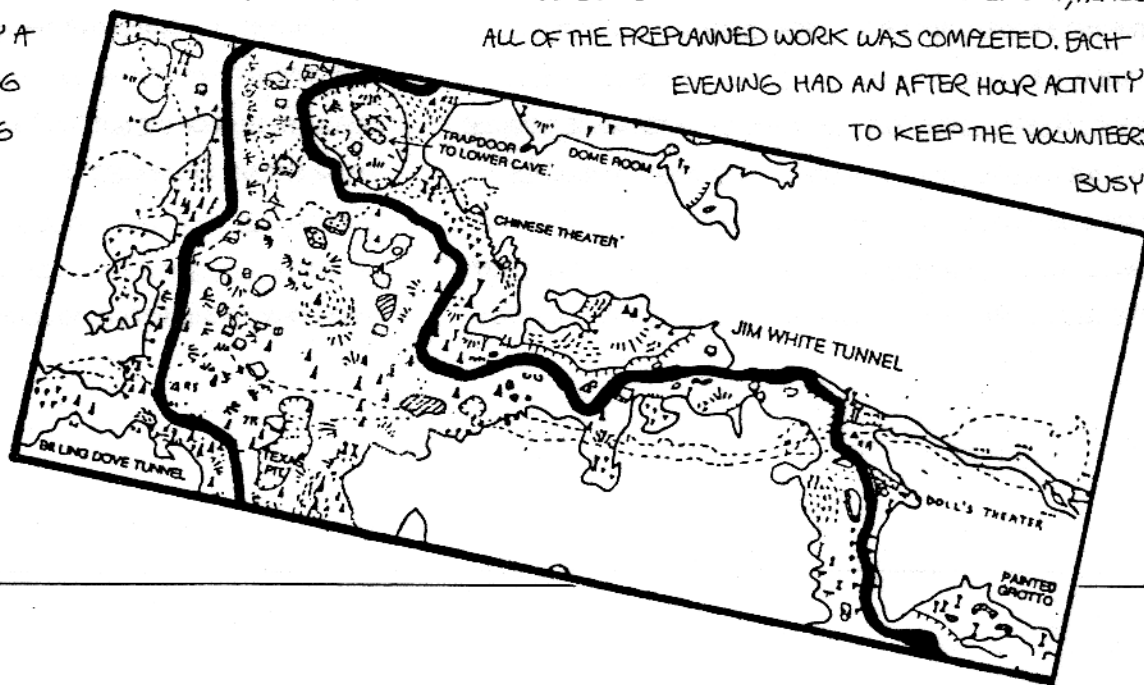 A
ALL OF THE PREPLANNED WORK WAS COMPLETED. EACH
G
EVENING HAD AN AFTER HOUR ACTIVITY
G
TO KEEP THE VOLUNTEERS
BUSY
TRAPDOOR
TO LOWER CAVE
DOME ROOM
CHINESE THEATER
JIM WHITE TUNNEL
BILLING DOVE TUNNEL
TEXAS
PIT
DOLL'S THEATER
PAINTED
GROTTO